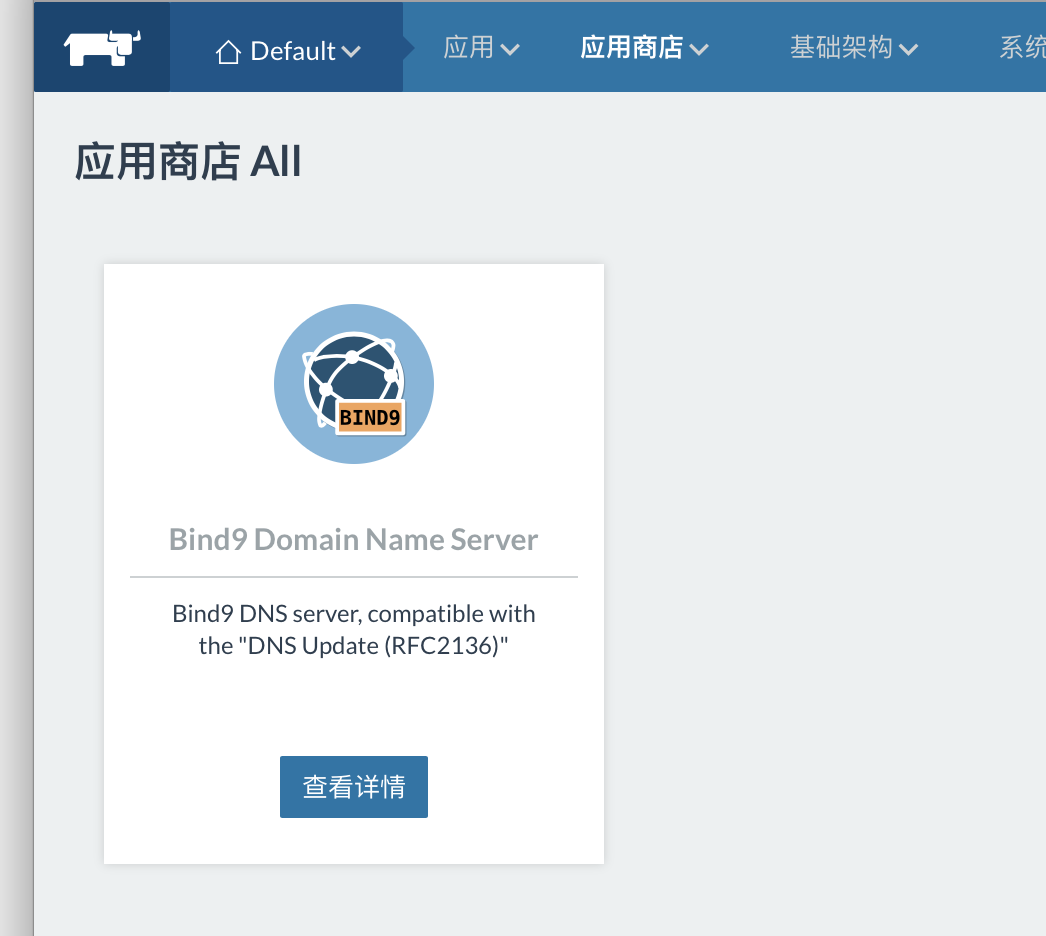 Default 应用 应用商店 基础架构 系统
应用商店 All
BIND9
Bind9 Domain Name Server
Bind9 DNS server, compatible with
the "DNS Update (RFC2136)"
查看详情